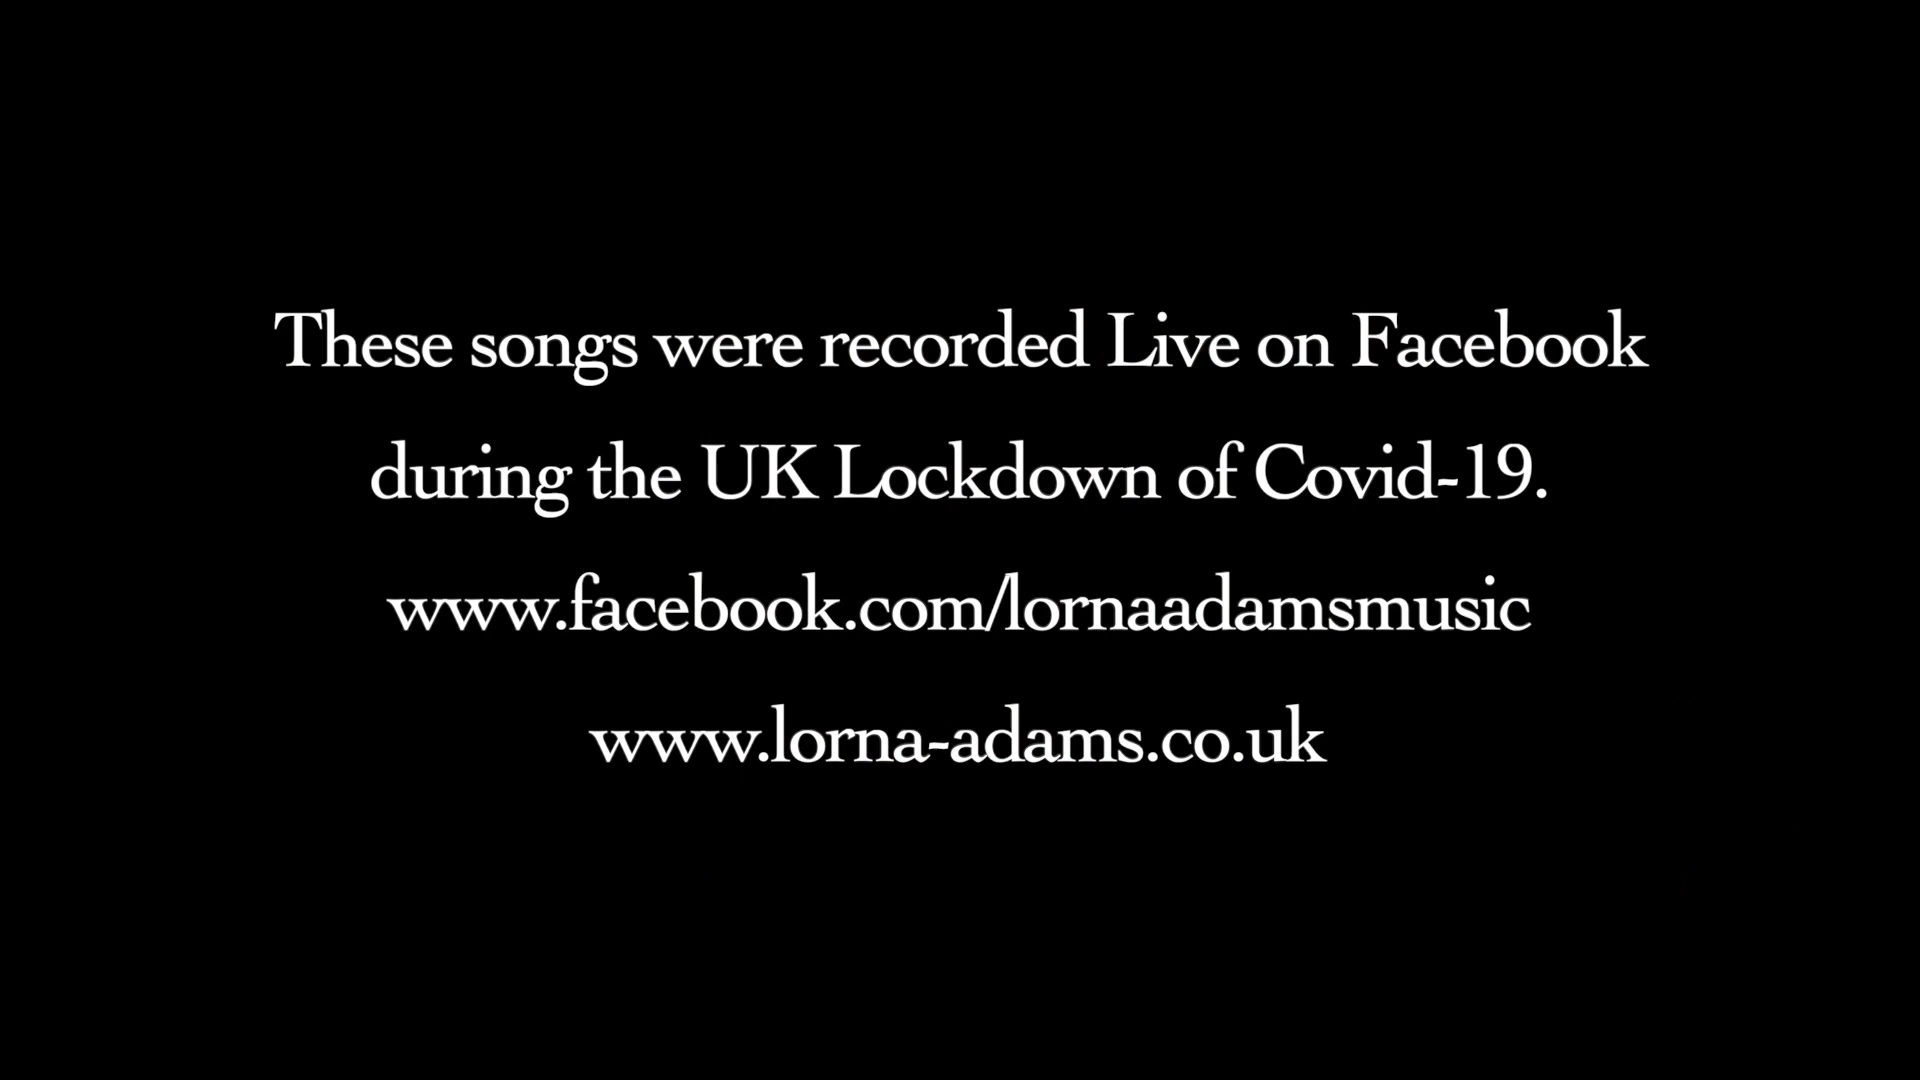 These songs were recorded Live on Facebook
during the UK Lockdown of Covid-19.
www.facebook.com/lornaadamsmusic
www.lorna-adams.co.uk